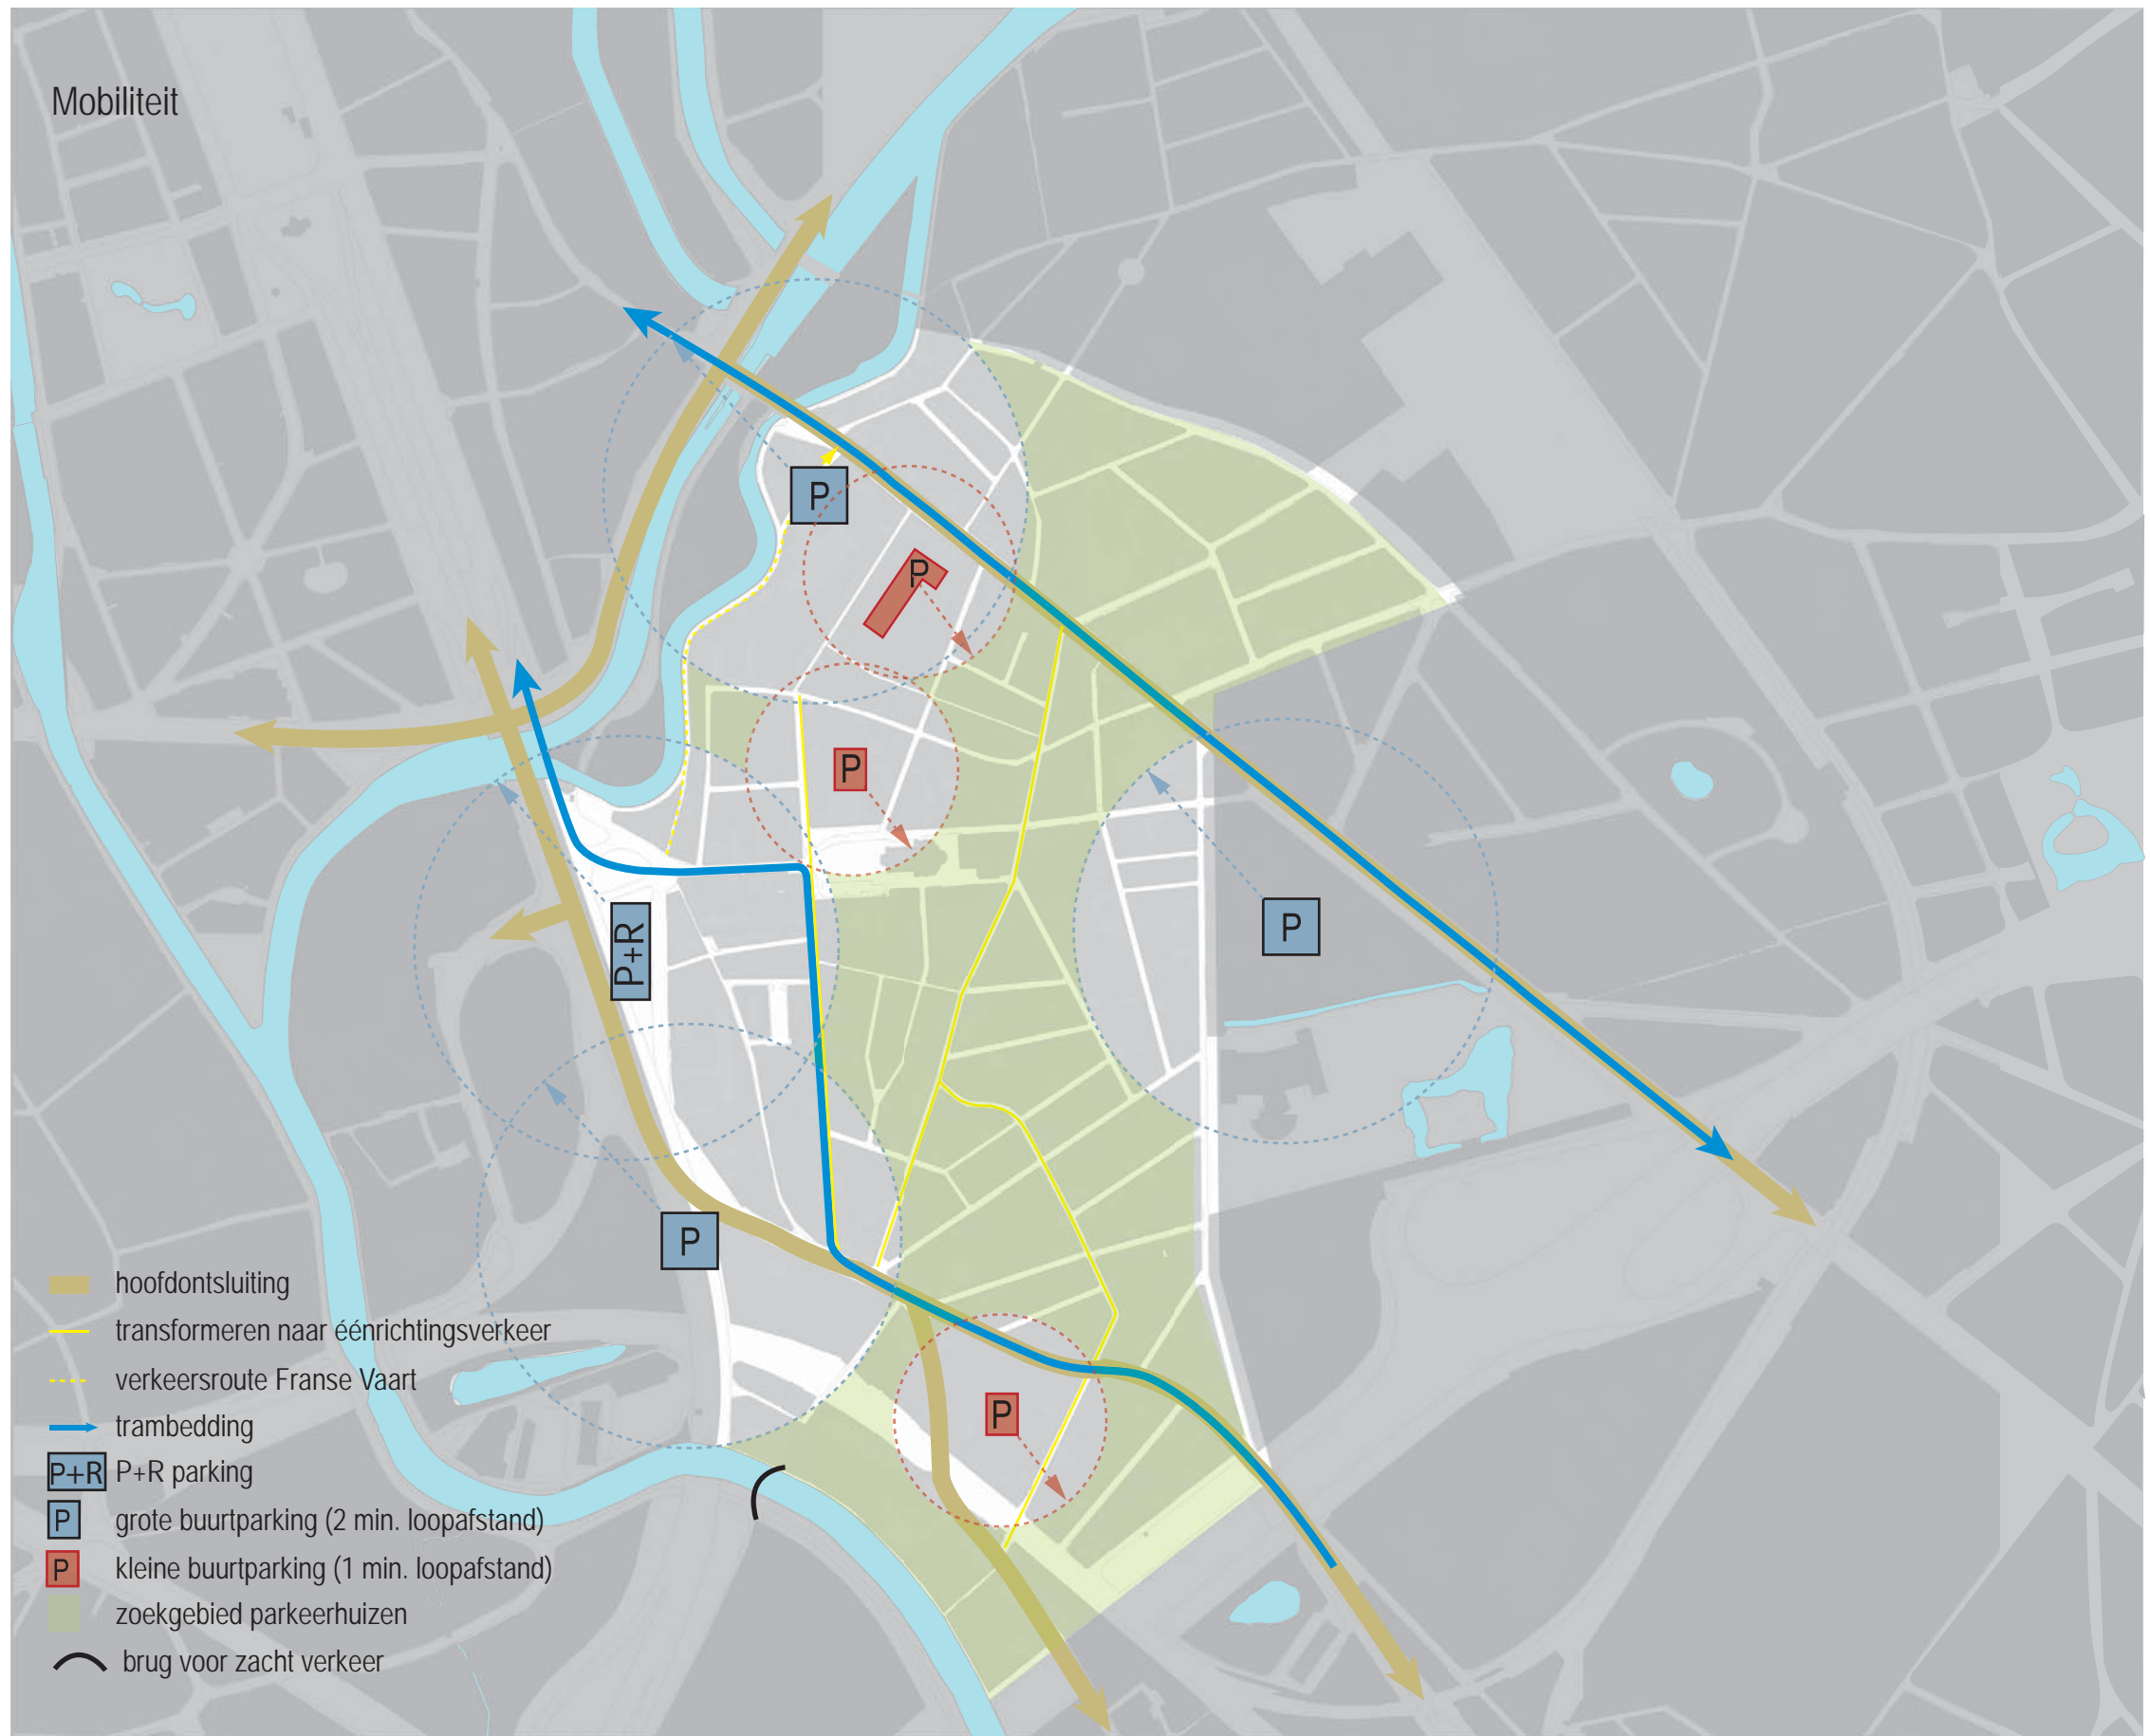 Mobiliteit
P
P
P
P+R
P
P
P
hoofdontsluiting
transformeren naar éénrichtingsverkeer
verkeersroute Franse Vaart
trambedding
P+R P+R parking
P grote buurtparking (2 min. loopafstand)
P kleine buurtparking (1 min. loopafstand)
zoekgebied parkeerhuizen
brug voor zacht verkeer